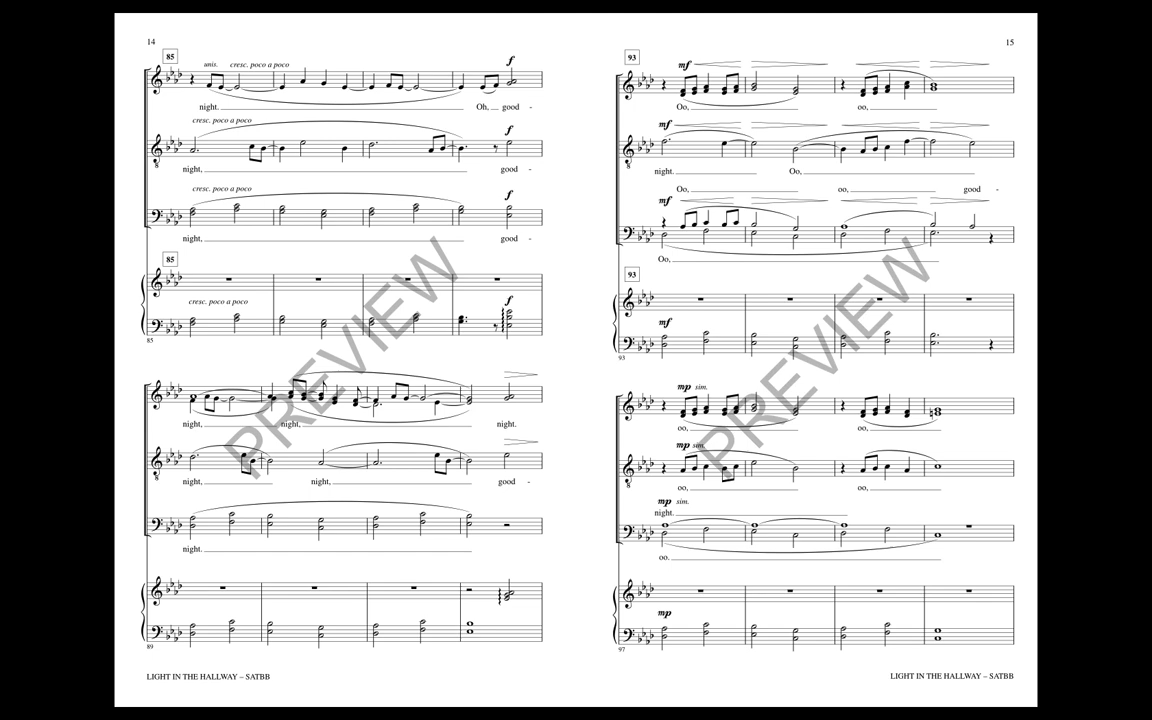 14
85
unis. cresc. poco a poco
f
night. Oh, good -
cresc. poco a poco
f
night, good -
cresc. poco a poco
f
night, good -
85
cresc. poco a poco
f
85
night, night, night.
night, night, good -
night.
89
LIGHT IN THE HALLWAY – SATBB
15
93
mf
Oo, oo,
mf
night. Oo,
Oo, oo, good -
mf
Oo,
93
mf
93
mp sim.
oo, oo,
mp sim.
oo, oo,
mp sim.
night.
oo.
mp
97
LIGHT IN THE HALLWAY – SATBB
PREVIEW
PREVIEW